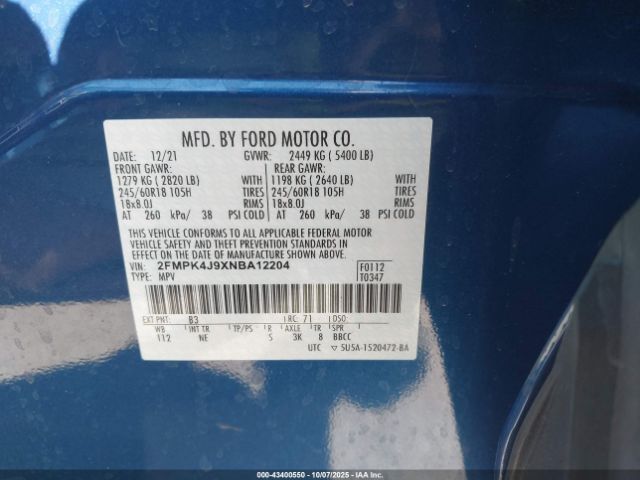 MFD. BY FORD MOTOR CO.
DATE: 12/21 GVWR: 2449 KG ( 5400 LB)
FRONT GAWR: REAR GAWR:
1279 KG ( 2820 LB) WITH 1198 KG ( 2640 LB) WITH
245/60R18 105H TIRES 245/60R18 105H TIRES
18x8.0J RIMS 18x8.0J RIMS
AT 260 kPa/ 38 PSI COLD AT 260 kPa/ 38 PSI COLD
THIS VEHICLE CONFORMS TO ALL APPLICABLE FEDERAL MOTOR
VEHICLE SAFETY, BUMPER, AND THEFT PREVENTION STANDARDS IN
EFFECT ON THE DATE OF MANUFACTURE SHOWN ABOVE.
VIN: 2FMPK4J9XNBA12204 F0112
TYPE: MPV T0347
EXT PNT: B3 RC: 71 DSO:
WB INT TR TP/PS R AXLE TR SPR
112 NE S 3K 8 BBCC
UTC ▽ SU5A-1520472-BA
000-43400550 - 10/07/2025 - IAA Inc.